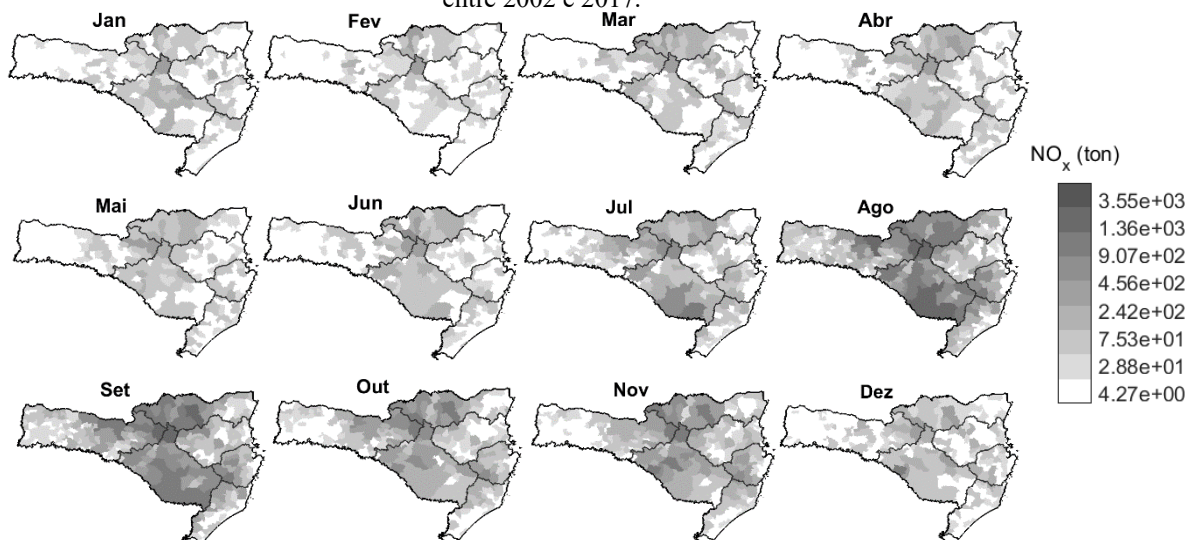 entre 2002 e 2017.
Jan
Fev
Mar
Abr
Mai
Jun
Jul
Ago
Set
Out
Nov
Dez
NOx (ton)
3.55e+03
1.36e+03
9.07e+02
4.56e+02
2.42e+02
7.53e+01
2.88e+01
4.27e+00